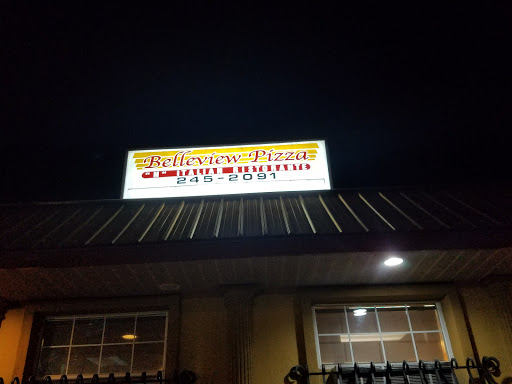 Belleview Pizza
"N" ITALIAN RISTORANTE
245-2091